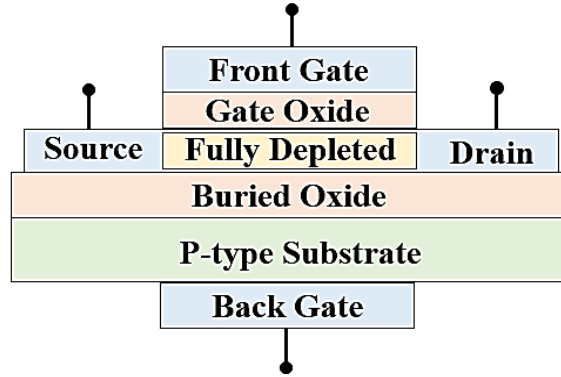 Front Gate
Gate Oxide
Source
Fully Depleted
Drain
Buried Oxide
P-type Substrate
Back Gate